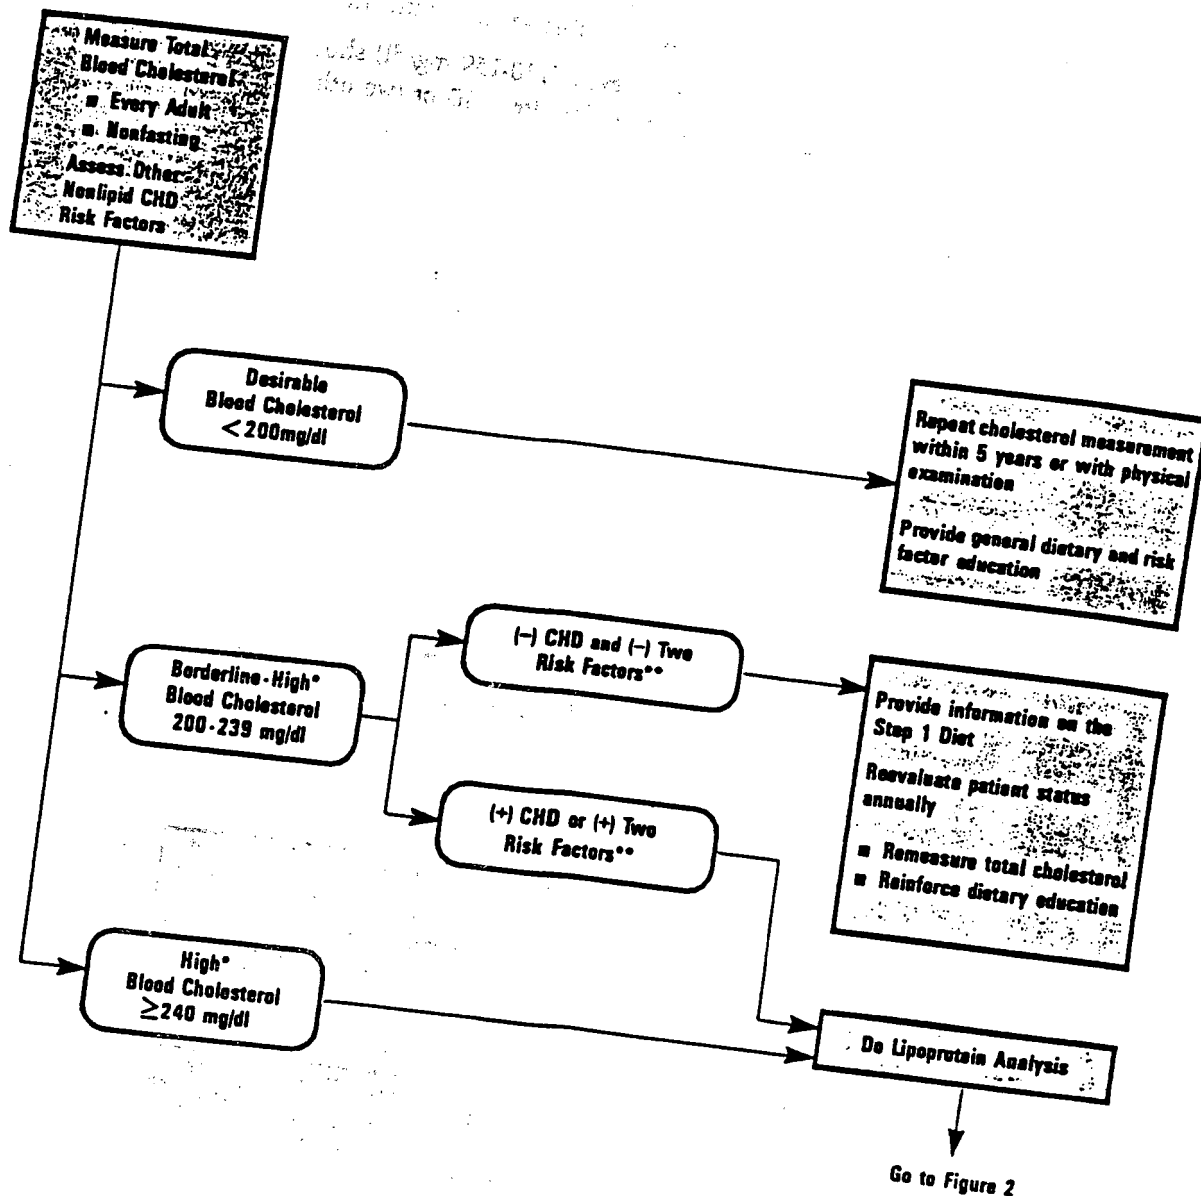 Measure Total
Blood Cholesterol
■ Every Adult
■ Nonfasting
Assess Other
Nonlipid CHD
Risk Factors
Desirable
Blood Cholesterol
<200mg/dl
Repeat cholesterol measurement
within 5 years or with physical
examination
Provide general dietary and risk
factor education
Borderline-High*
Blood Cholesterol
200-239 mg/dl
(−) CHD and (−) Two
Risk Factors**
Provide information on the
Step 1 Diet
Reevaluate patient status
annually
■ Remeasure total cholesterol
■ Reinforce dietary education
(+) CHD or (+) Two
Risk Factors**
High*
Blood Cholesterol
≥240 mg/dl
Do Lipoprotein Analysis
Go to Figure 2